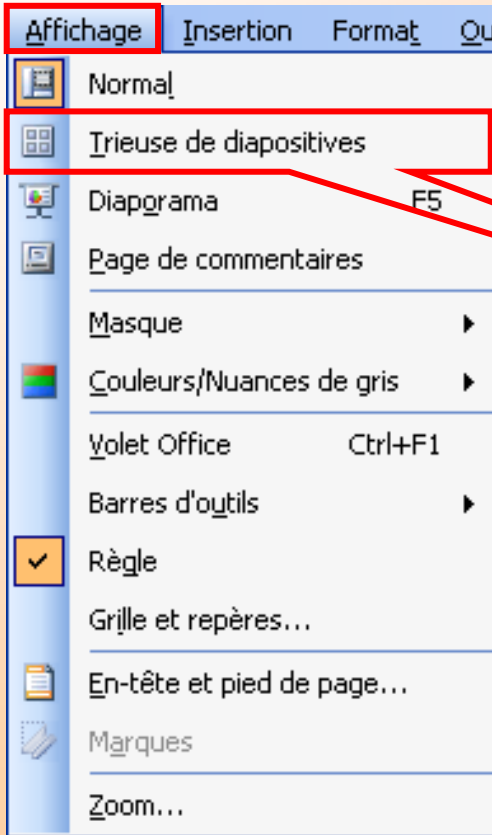 Affichage Insertion Format Ou
Normal
Trieuse de diapositives
Diaporama F5
Page de commentaires
Masque
Couleurs/Nuances de gris
Volet Office Ctrl+F1
Barres d'outils
Règle
Grille et repères...
En-tête et pied de page...
Marques
Zoom...